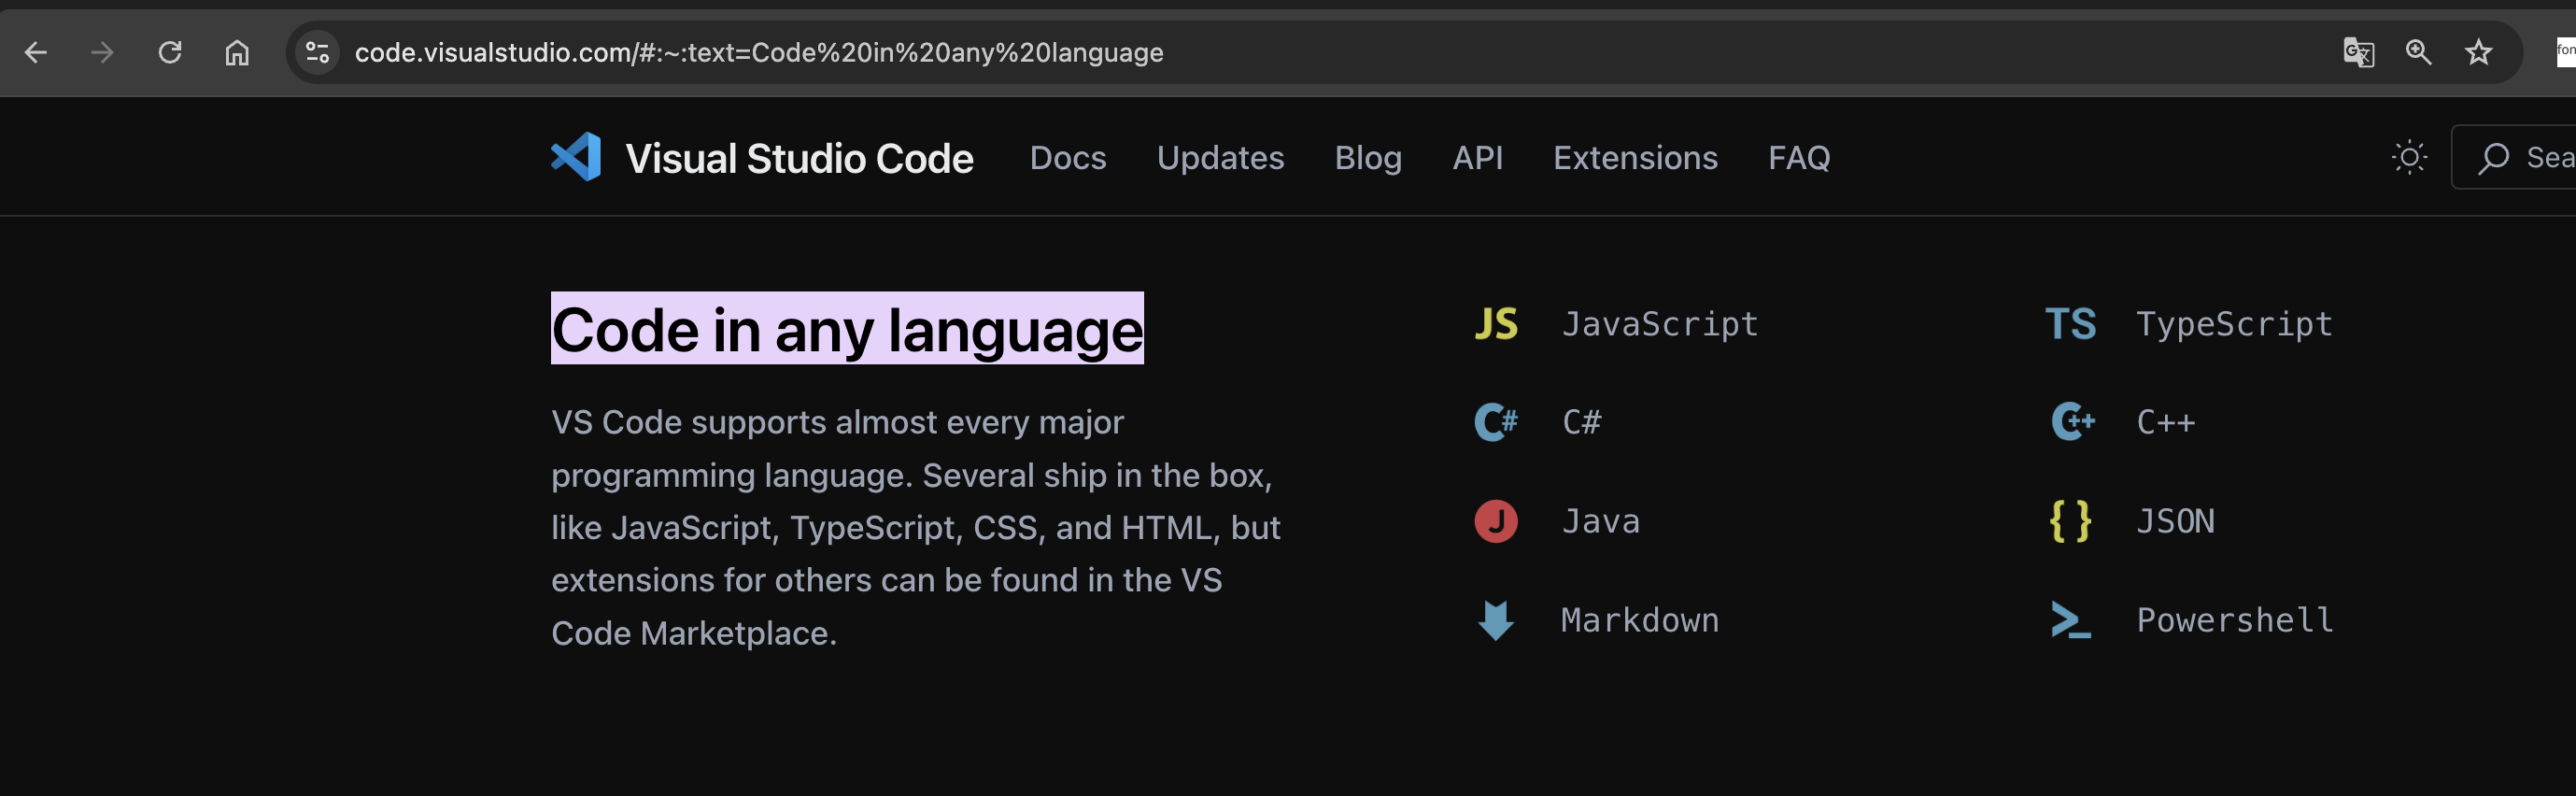 code.visualstudio.com/#:~:text=Code%20in%20any%20language
Visual Studio Code Docs Updates Blog API Extensions FAQ
Code in any language
VS Code supports almost every major
programming language. Several ship in the box,
like JavaScript, TypeScript, CSS, and HTML, but
extensions for others can be found in the VS
Code Marketplace.
JS JavaScript
TS TypeScript
C# C#
C++ C++
J Java
{ } JSON
Markdown
>_ Powershell